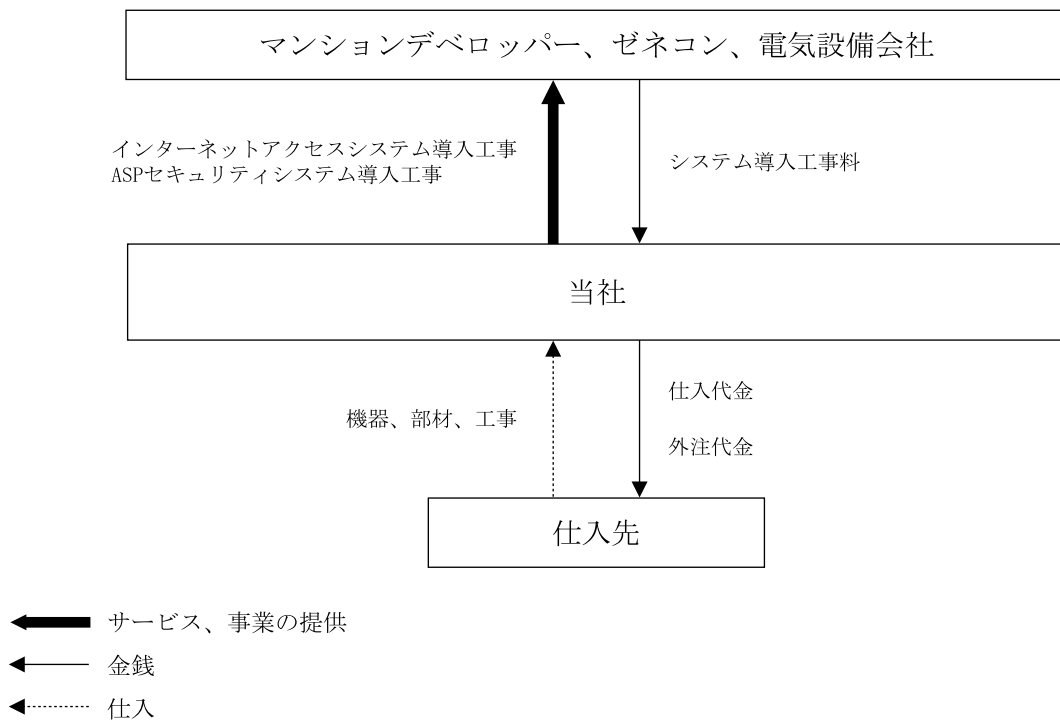 マンションデベロッパー、ゼネコン、電気設備会社
インターネットアクセスシステム導入工事
ASPセキュリティシステム導入工事
システム導入工事料
当社
機器、部材、工事
仕入代金
外注代金
仕入先
サービス、事業の提供
金銭
仕入